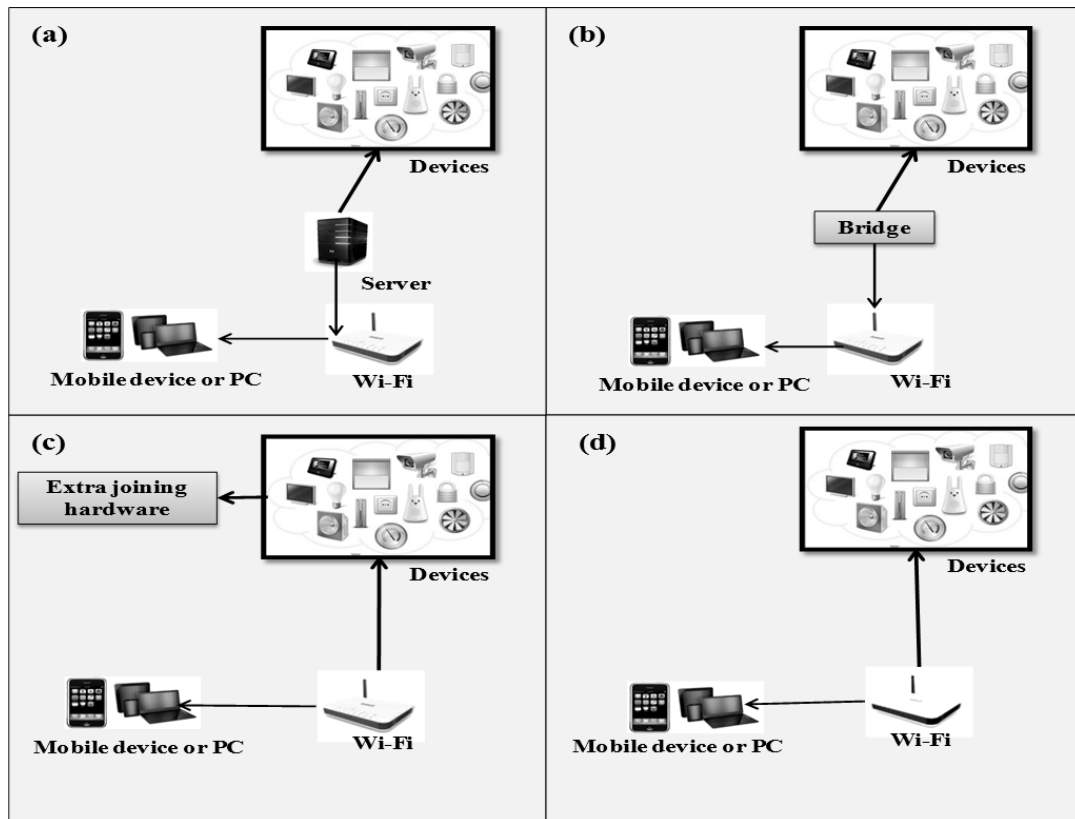 (a)
Devices
Server
Mobile device or PC
Wi-Fi
(b)
Devices
Bridge
Mobile device or PC
Wi-Fi
(c)
Extra joining
hardware
Devices
Mobile device or PC
Wi-Fi
(d)
Devices
Mobile device or PC
Wi-Fi